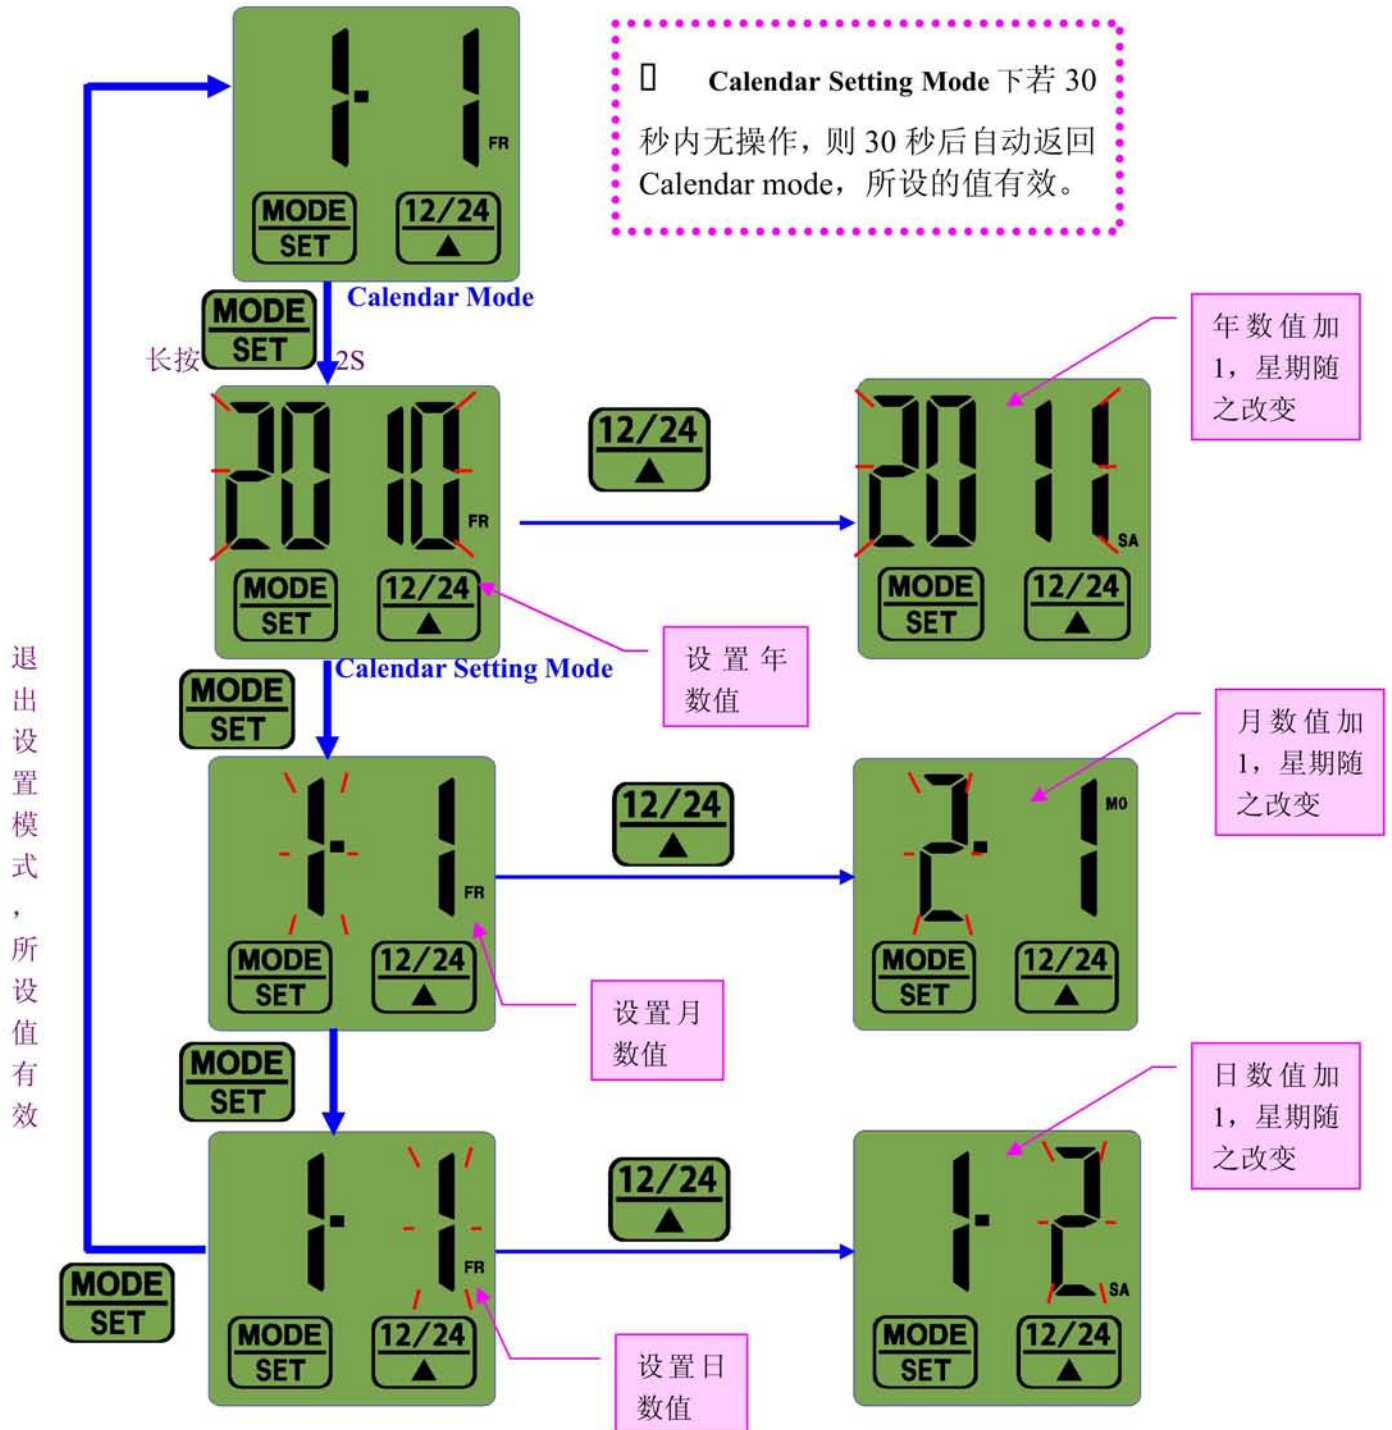 1. 1
FR
MODE
SET
12/24
▲
Calendar Setting Mode 下若 30
秒内无操作，则 30 秒后自动返回
Calendar mode，所设的值有效。
Calendar Mode
MODE
SET
长按
2S
2010
FR
MODE
SET
12/24
▲
12/24
▲
2011
SA
MODE
SET
12/24
▲
年数值加
1，星期随
之改变
设置年
数值
Calendar Setting Mode
MODE
SET
1. 1
FR
MODE
SET
12/24
▲
12/24
▲
2. 1
MO
MODE
SET
12/24
▲
月数值加
1，星期随
之改变
设置月
数值
MODE
SET
1. 1
FR
MODE
SET
12/24
▲
12/24
▲
1. 2
SA
MODE
SET
12/24
▲
日数值加
1，星期随
之改变
设置日
数值
MODE
SET
退出设置模式，所设值有效